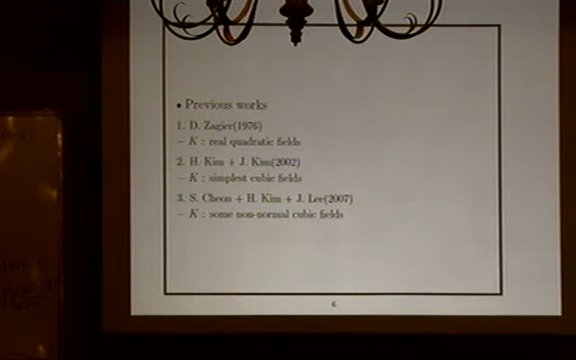 • Previous works
1. D. Zagier(1976)
– K : real quadratic fields
2. H. Kim + J. Kim(2002)
– K : simplest cubic fields
3. S. Cheon + H. Kim + J. Lee(2007)
– K : some non-normal cubic fields
6